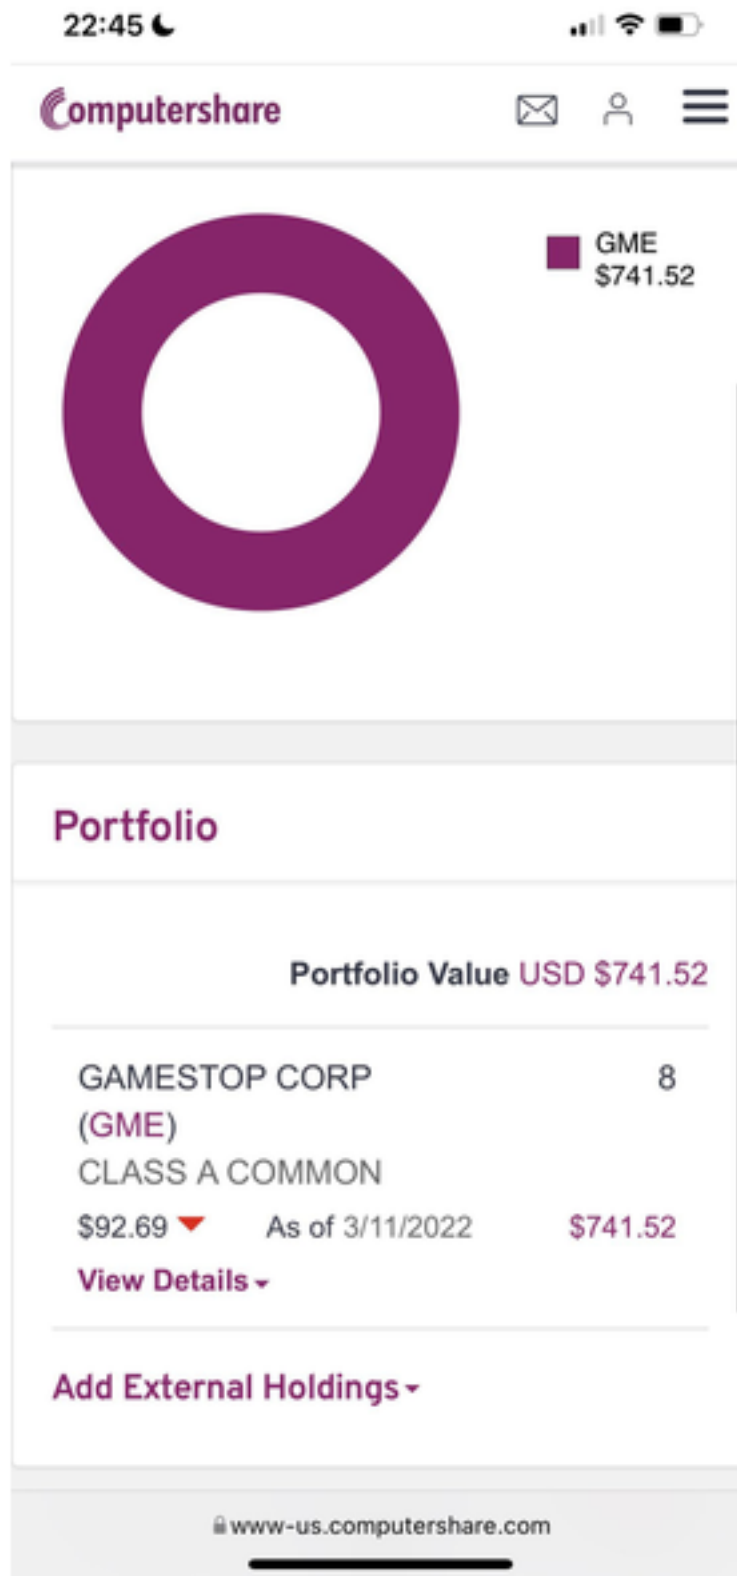 22:45
Computershare
GME
$741.52
Portfolio
Portfolio Value USD $741.52
GAMESTOP CORP 8
(GME)
CLASS A COMMON
$92.69 As of 3/11/2022 $741.52
View Details
Add External Holdings
www-us.computershare.com